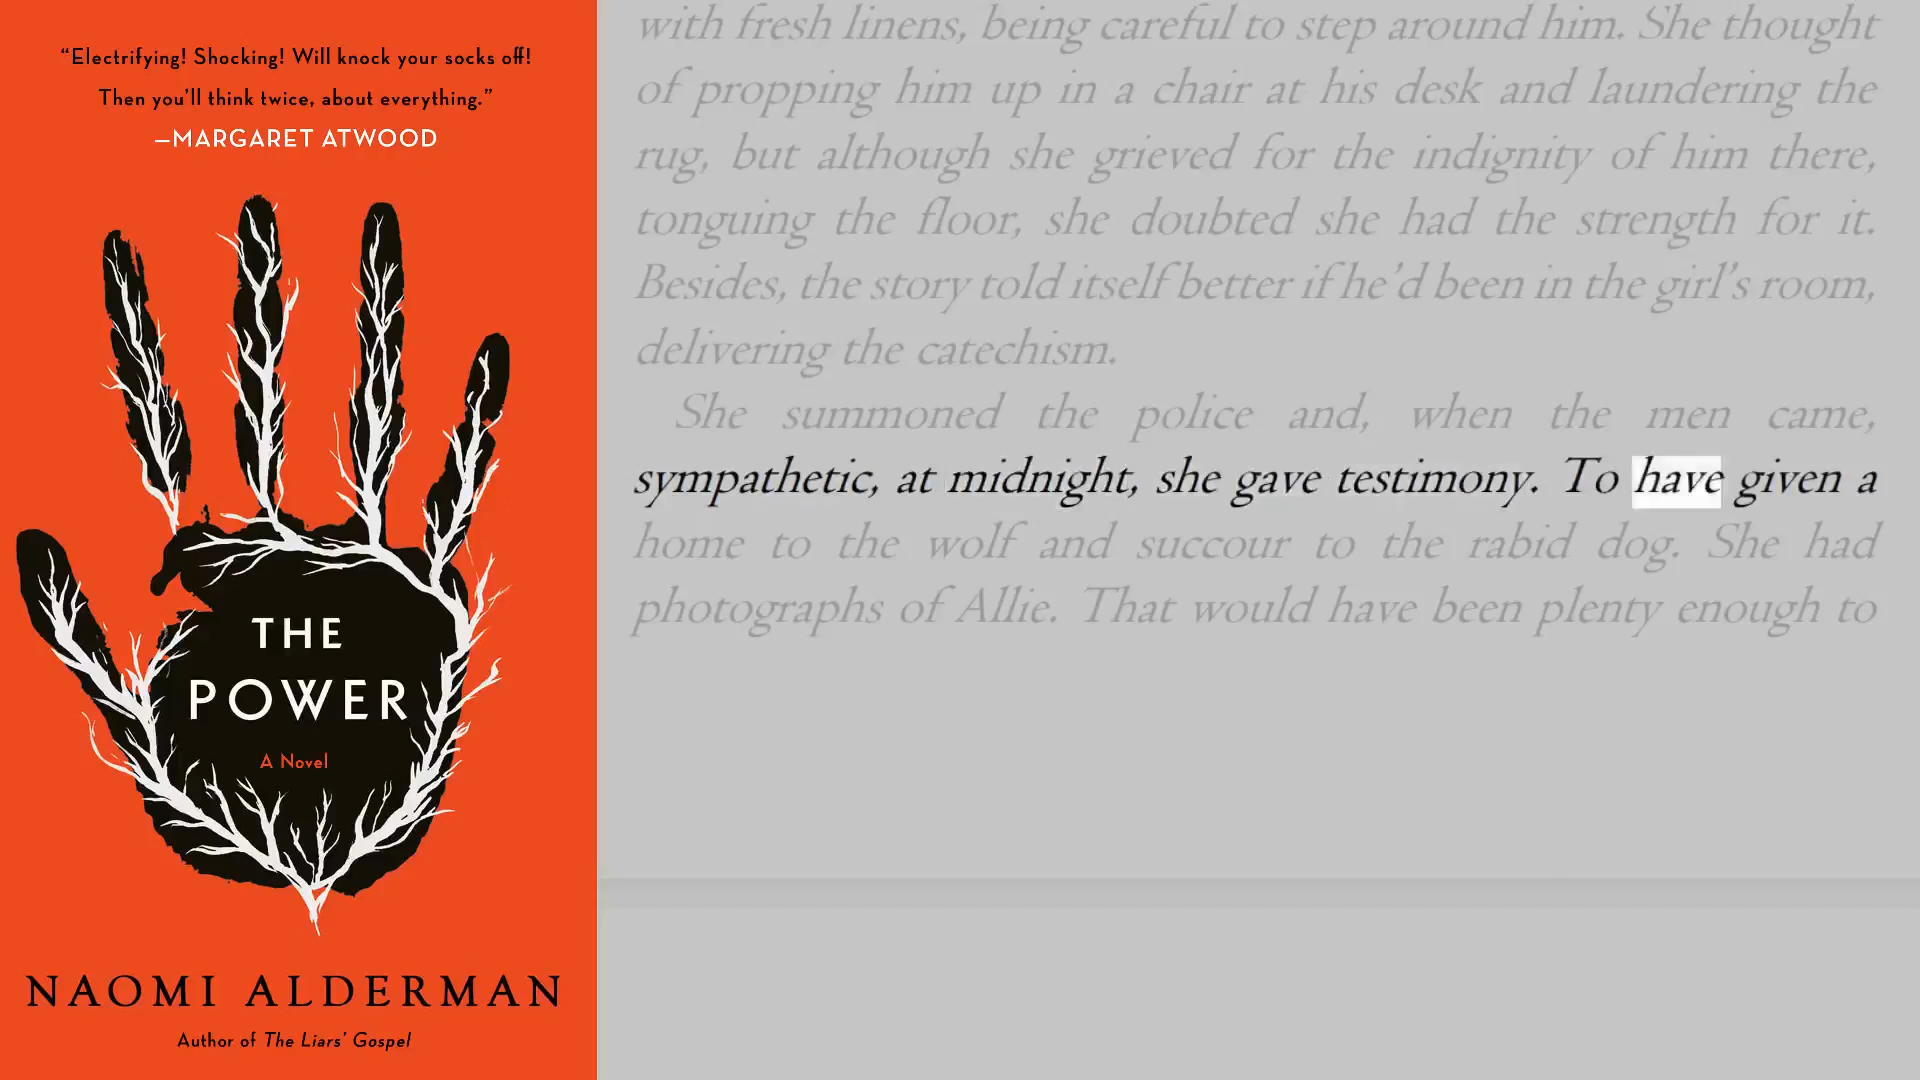 “Electrifying! Shocking! Will knock your socks off!
Then you’ll think twice, about everything.”
—MARGARET ATWOOD
THE
POWER
A Novel
NAOMI ALDERMAN
Author of The Liars’ Gospel
with fresh linens, being careful to step around him. She thought
of propping him up in a chair at his desk and laundering the
rug, but although she grieved for the indignity of him there,
tonguing the floor, she doubted she had the strength for it.
Besides, the story told itself better if he’d been in the girl’s room,
delivering the catechism.
She summoned the police and, when the men came,
sympathetic, at midnight, she gave testimony. To have given a
home to the wolf and succour to the rabid dog. She had
photographs of Allie. That would have been plenty enough to